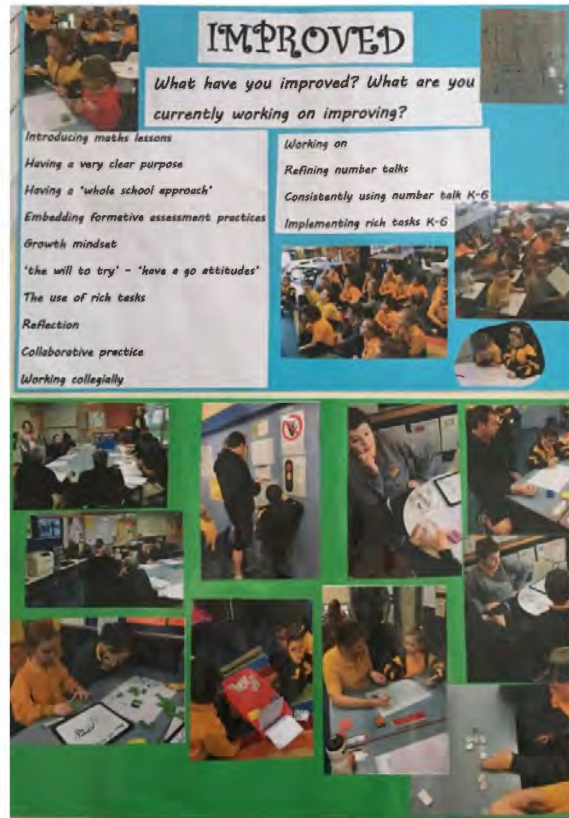 IMPROVED
What have you improved? What are you
currently working on improving?
Introducing maths lessons
Having a very clear purpose
Having a 'whole school approach'
Embedding formative assessment practices
Growth mindset
'the will to try' - 'have a go attitudes'
The use of rich tasks
Reflection
Collaborative practice
Working collegially
Working on
Refining number talks
Consistently using number talk K-6
Implementing rich tasks K-6